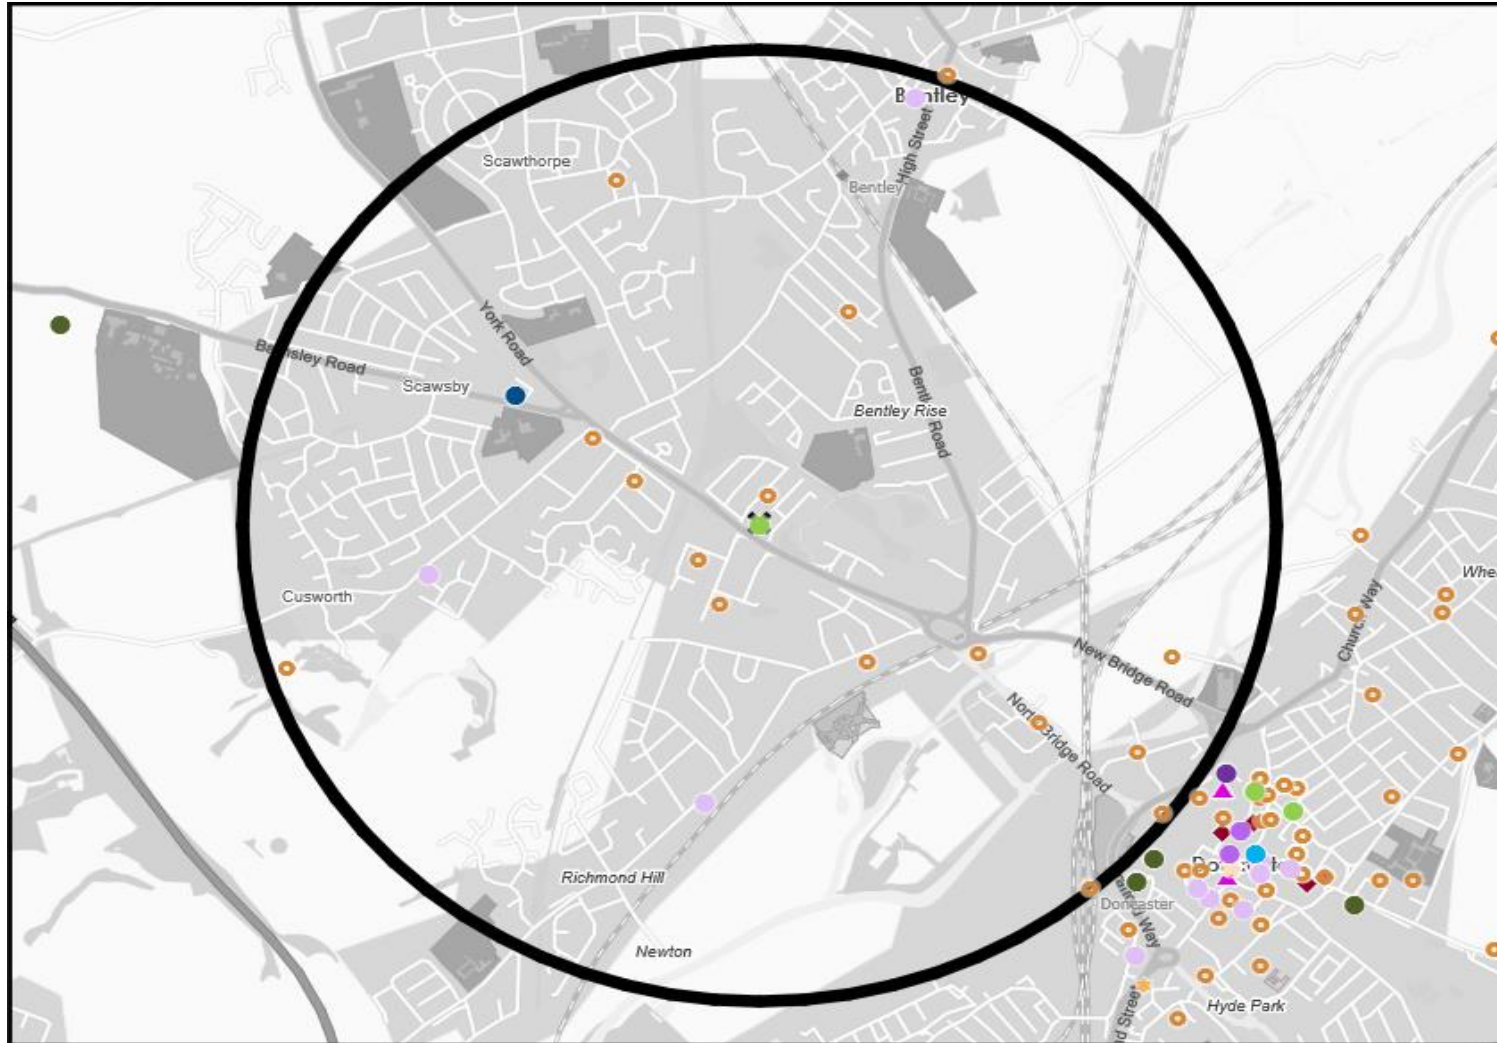 Bentley
High Street
Scawthorpe
Bentley
York Road
Barnsley Road
Scawsby
Bentley Road
Bentley Rise
Cusworth
Church Way
New Bridge Road
North Bridge Road
Richmond Hill
Doncaster
Newton
Hyde Park